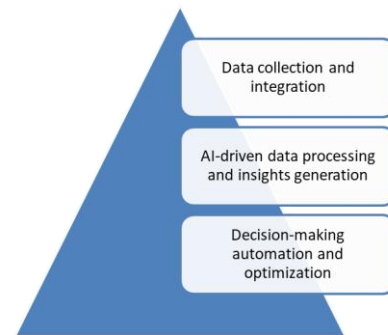 Data collection and
integration
AI-driven data processing
and insights generation
Decision-making
automation and
optimization